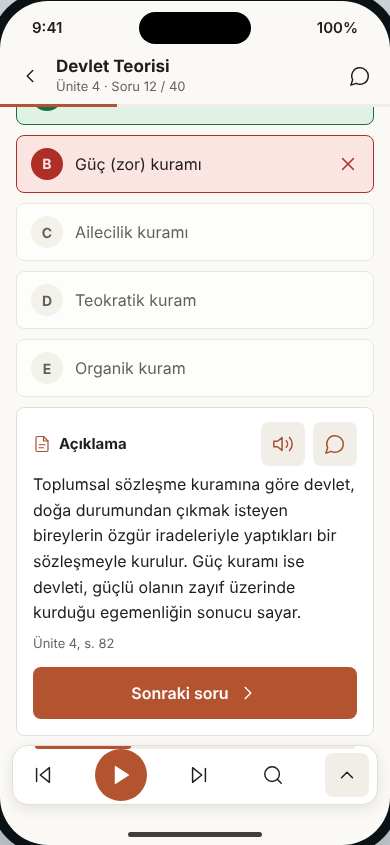 9:41
100%
Devlet Teorisi
Ünite 4 · Soru 12 / 40
B
Güç (zor) kuramı
C
Ailecilik kuramı
D
Teokratik kuram
E
Organik kuram
Açıklama
Toplumsal sözleşme kuramına göre devlet,
doğa durumundan çıkmak isteyen
bireylerin özgür iradeleriyle yaptıkları bir
sözleşmeyle kurulur. Güç kuramı ise
devleti, güçlü olanın zayıf üzerinde
kurduğu egemenliğin sonucu sayar.
Ünite 4, s. 82
Sonraki soru